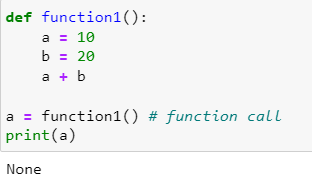 def function1():
    a = 10
    b = 20
    a + b
a = function1() # function call
print(a)
None